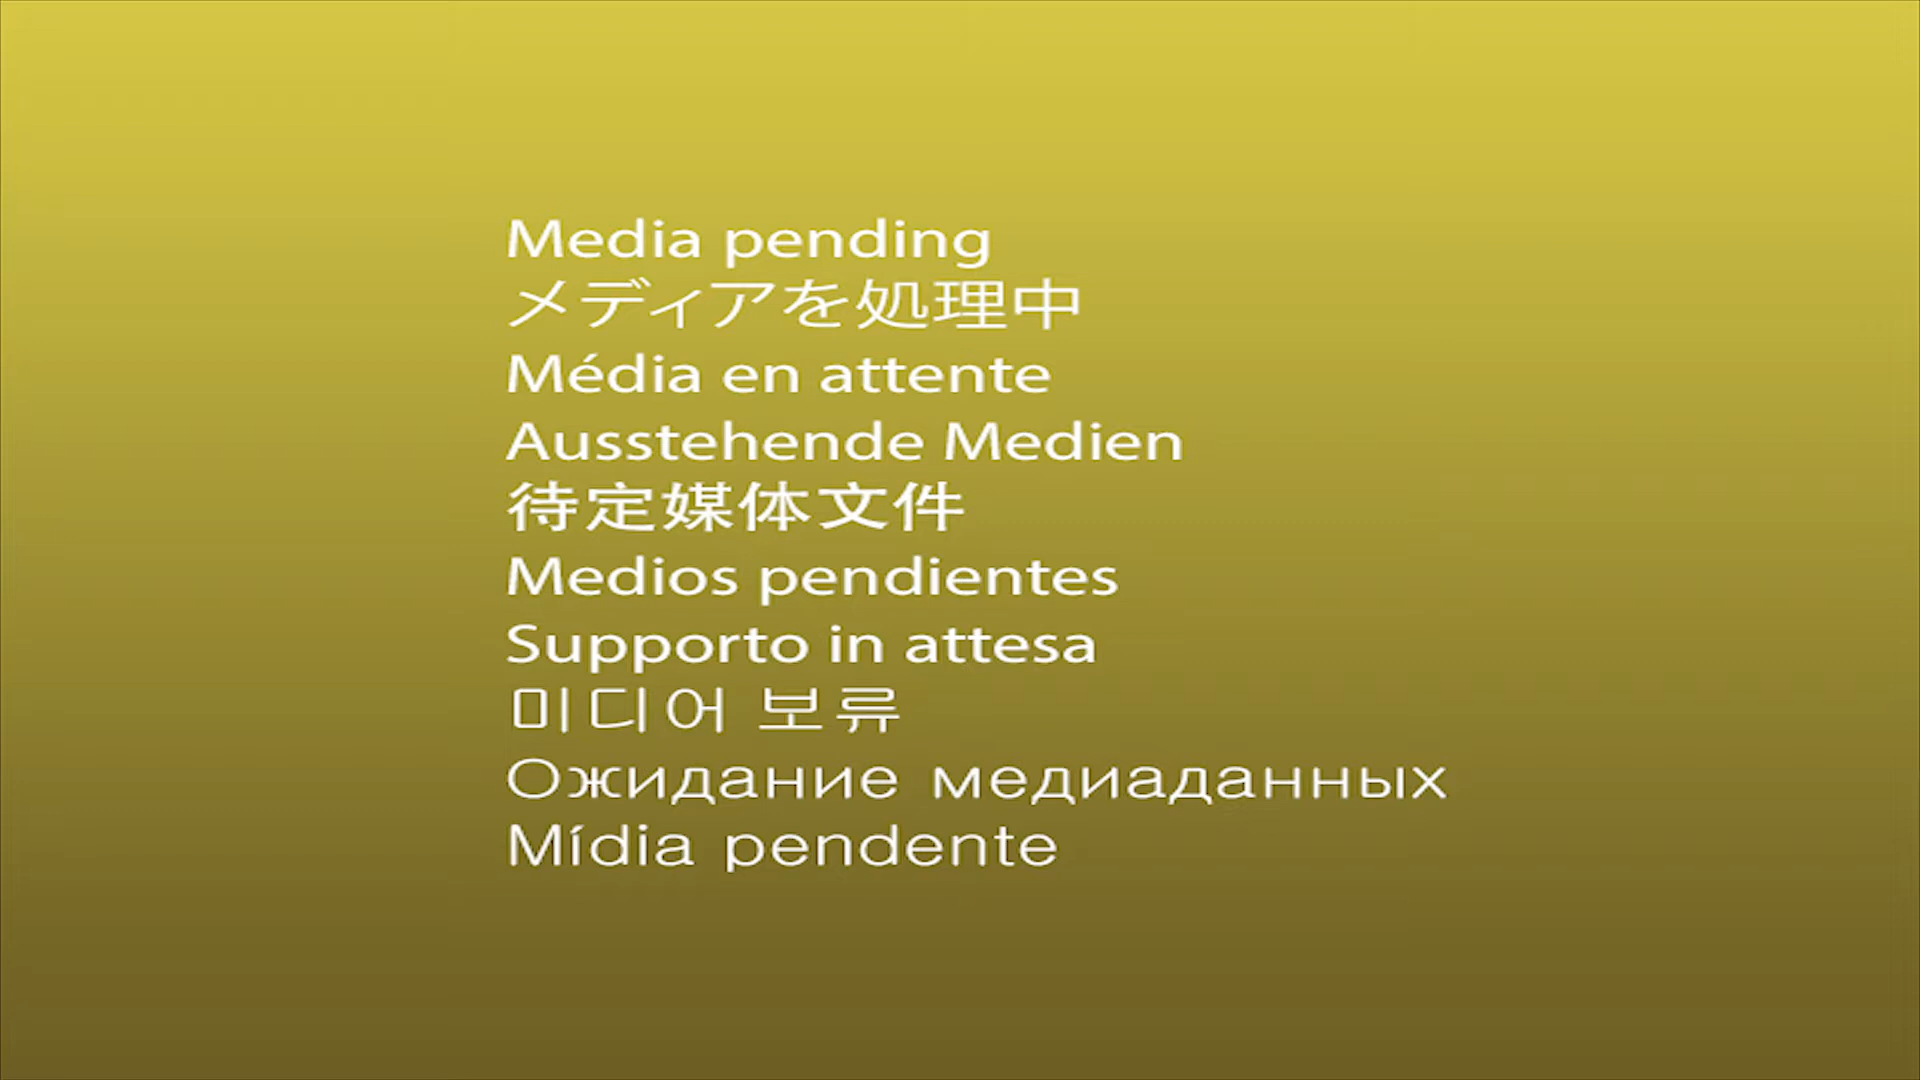 Media pending
メディアを処理中
Média en attente
Ausstehende Medien
待定媒体文件
Medios pendientes
Supporto in attesa
미디어 보류
Ожидание медиаданных
Mídia pendente